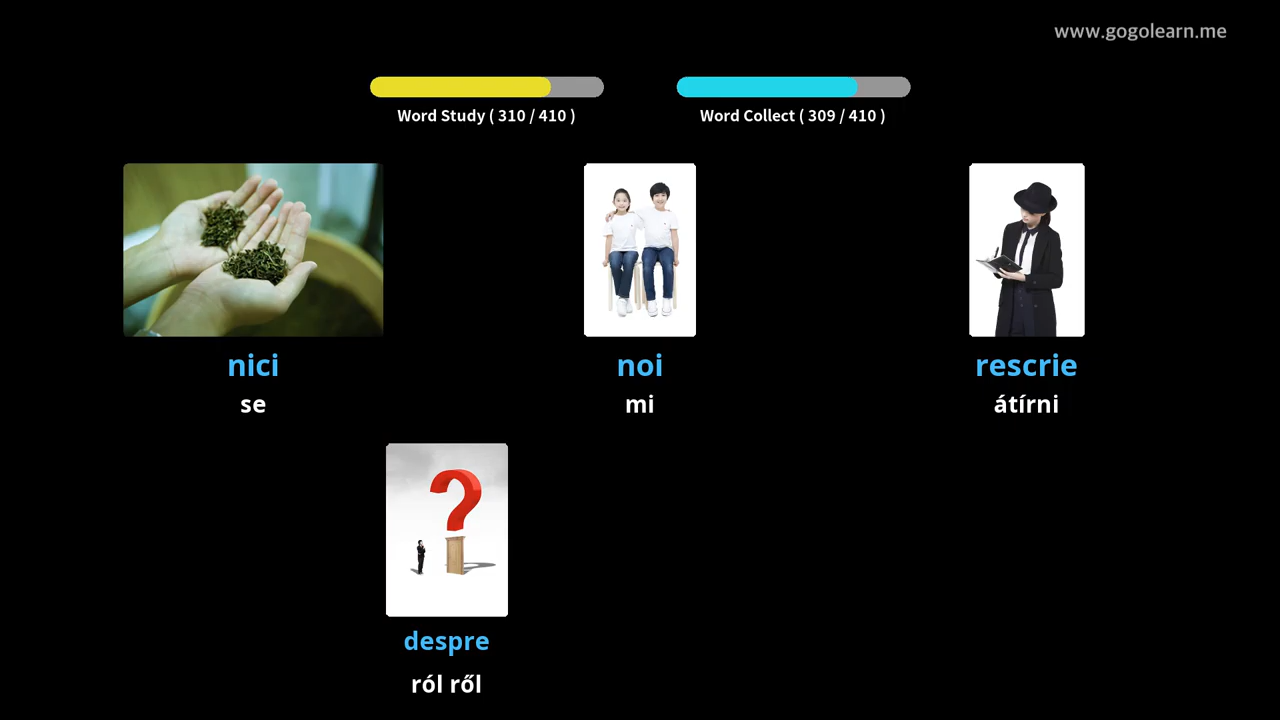 www.gogolearn.me
Word Study ( 310 / 410 )
Word Collect ( 309 / 410 )
nici
se
noi
mi
rescrie
átírni
despre
ról ről